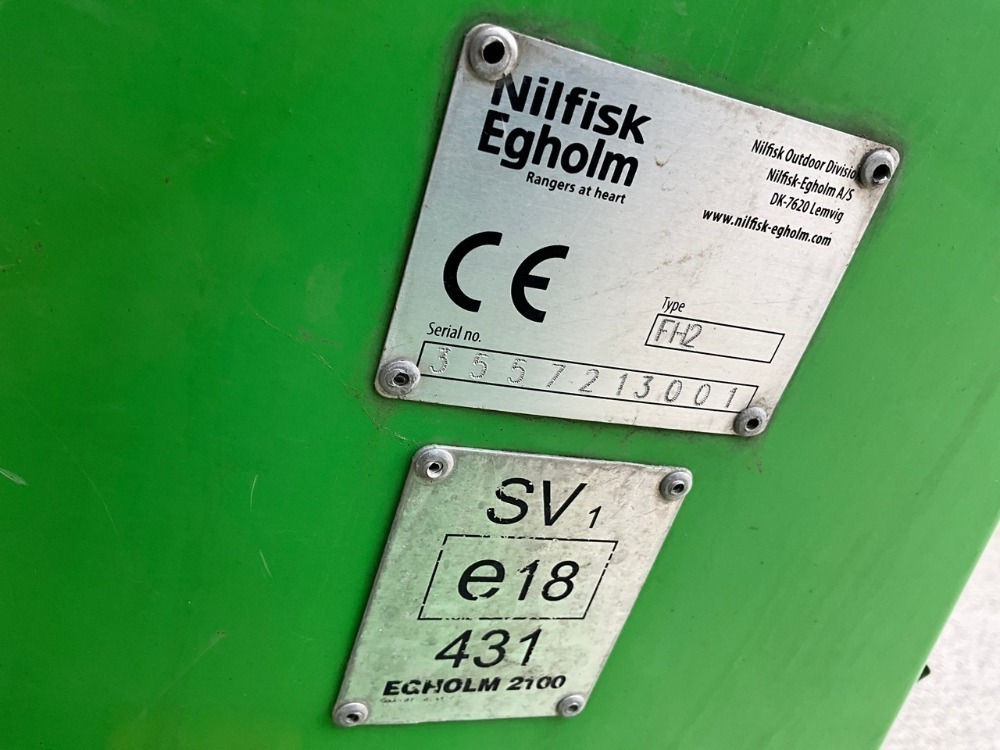 Nilfisk
Egholm
Rangers at heart
Nilfisk Outdoor
Nilfisk-Egholm A/S
DK-7620 Lemvig
www.nilfisk-egholm.com
CE
Type
FH2
Serial no.
3557213001
SV1
e18
431
EGHOLM 2100